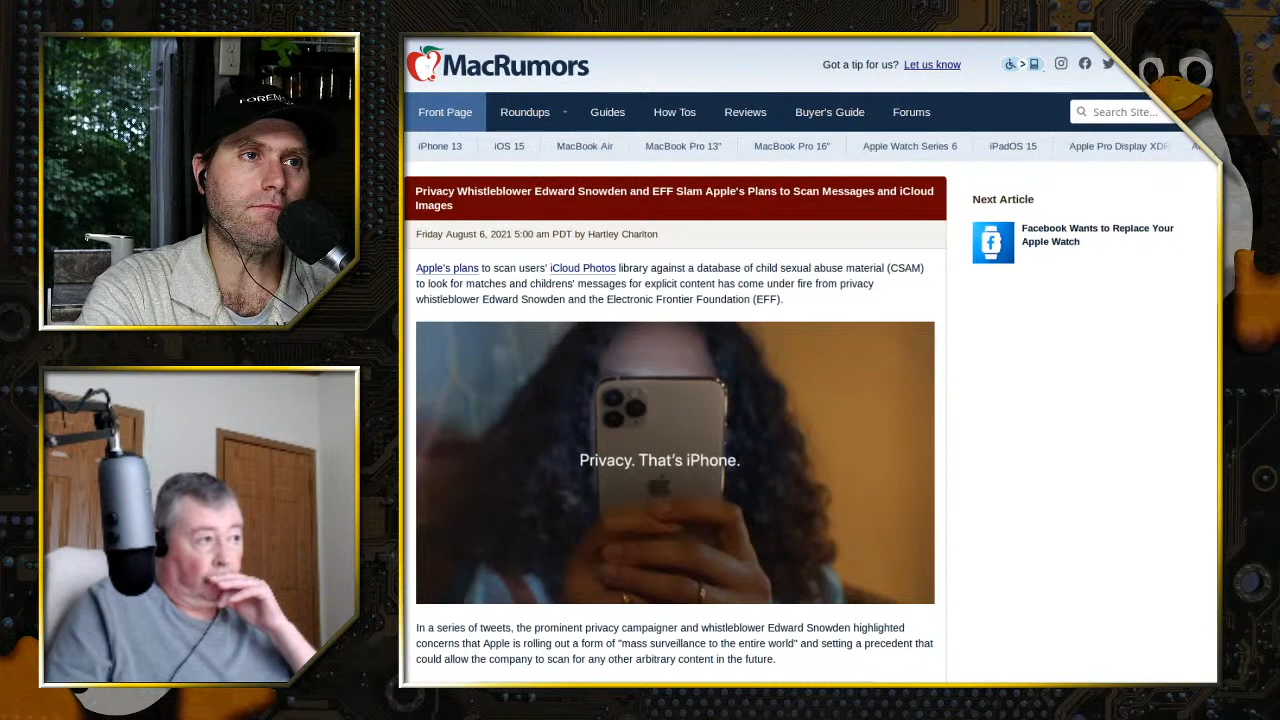 FORENS
MacRumors
Got a tip for us? Let us know
Front Page
Roundups
Guides
How Tos
Reviews
Buyer's Guide
Forums
Search Site...
iPhone 13
iOS 15
MacBook Air
MacBook Pro 13"
MacBook Pro 16"
Apple Watch Series 6
iPadOS 15
Apple Pro Display XDR
Privacy Whistleblower Edward Snowden and EFF Slam Apple's Plans to Scan Messages and iCloud
Images
Friday August 6, 2021 5:00 am PDT by Hartley Charlton
Apple's plans to scan users' iCloud Photos library against a database of child sexual abuse material (CSAM)
to look for matches and childrens' messages for explicit content has come under fire from privacy
whistleblower Edward Snowden and the Electronic Frontier Foundation (EFF).
Privacy. That's iPhone.
In a series of tweets, the prominent privacy campaigner and whistleblower Edward Snowden highlighted
concerns that Apple is rolling out a form of "mass surveillance to the entire world" and setting a precedent that
could allow the company to scan for any other arbitrary content in the future.
Next Article
Facebook Wants to Replace Your
Apple Watch